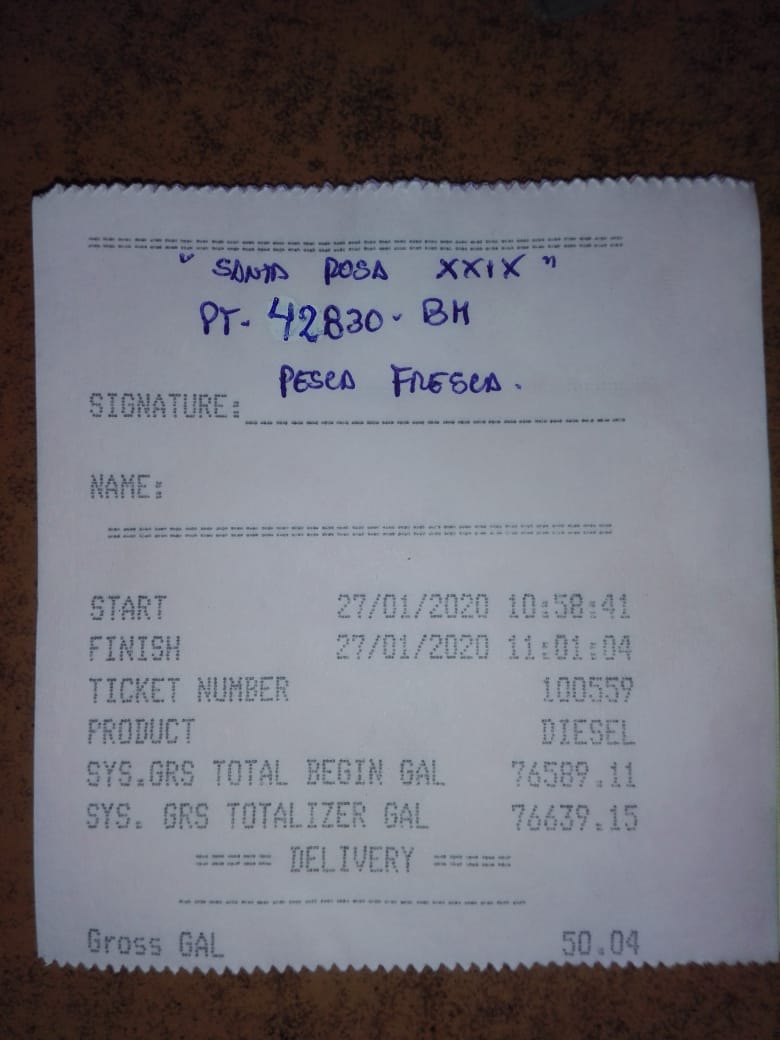 " SANTA ROSA XXIX "
PT- 42830- BM
PESCA FRESCA.
SIGNATURE:
NAME:
START 27/01/2020 10:58:41
FINISH 27/01/2020 11:01:04
TICKET NUMBER 100559
PRODUCT DIESEL
SYS.GRS TOTAL BEGIN GAL 76589.11
SYS. GRS TOTALIZER GAL 76639.15
==== DELIVERY ====
Gross GAL 50.04